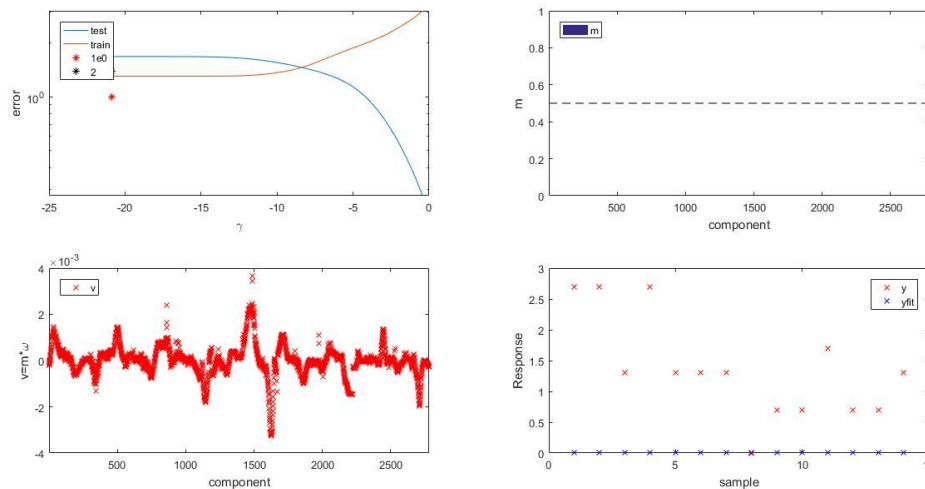 test
train
1e0
2
10^0
error
-25 -20 -15 -10 -5 0
γ
m
1
0.8
0.6
0.4
0.2
0
m
500 1000 1500 2000 2500
component
×10^-3
v
4
2
0
-2
-4
v=m*ω
500 1000 1500 2000 2500
component
y
yfit
3
2.5
2
1.5
1
0.5
0
Response
0 5 10 15
sample